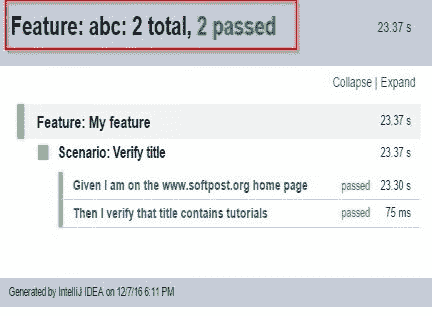 Feature: abc: 2 total, 2 passed 23.37 s
Collapse | Expand
Feature: My feature 23.37 s
Scenario: Verify title 23.37 s
Given I am on the www.softpost.org home page passed 23.30 s
Then I verify that title contains tutorials passed 75 ms
Generated by IntelliJ IDEA on 12/7/16 6:11 PM